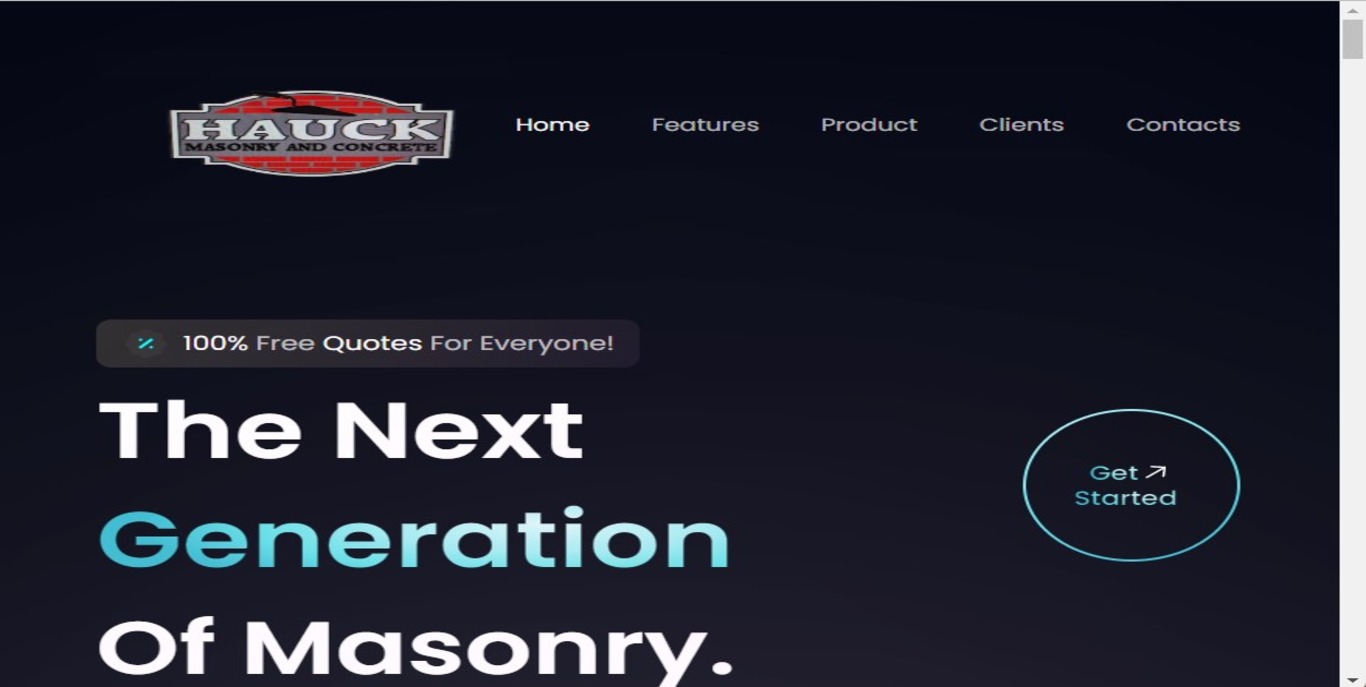 HAUCK
MASONRY AND CONCRETE
Home Features Product Clients Contacts
100% Free Quotes For Everyone!
The Next
Generation
Of Masonry.
Get
Started